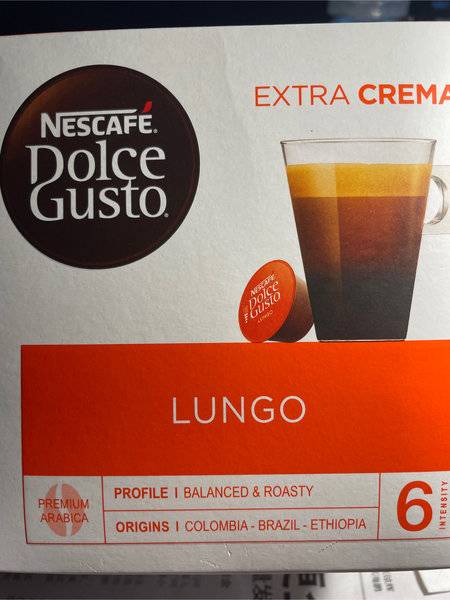 EXTRA CREMA
NESCAFÉ
Dolce
Gusto
NESCAFÉ
Dolce
Gusto
LUNGO
LUNGO
PREMIUM
ARABICA
PROFILE | BALANCED & ROASTY
ORIGINS | COLOMBIA - BRAZIL - ETHIOPIA
6
INTENSITY